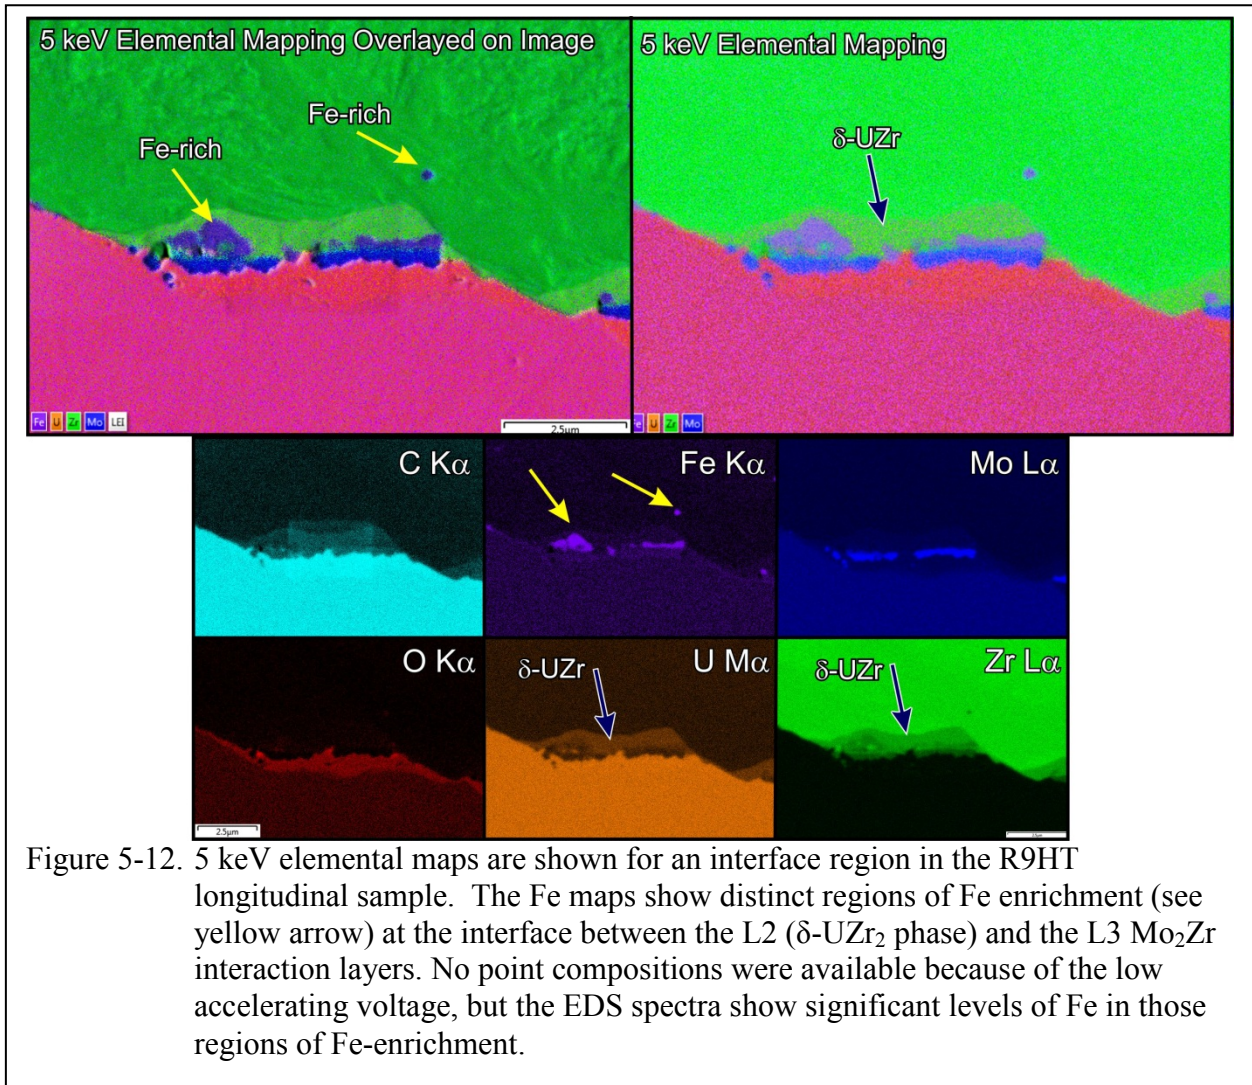 5 keV Elemental Mapping Overlayed on Image
5 keV Elemental Mapping
Fe-rich
Fe-rich
δ-UZr
Fe U Zr Mo LEI
2.5µm
Fe U Zr Mo
C Kα
Fe Kα
Mo Lα
O Kα
U Mα
Zr Lα
δ-UZr
δ-UZr
2.5µm
Figure 5-12. 5 keV elemental maps are shown for an interface region in the R9HT
longitudinal sample. The Fe maps show distinct regions of Fe enrichment (see
yellow arrow) at the interface between the L2 (δ-UZr₂ phase) and the L3 Mo₂Zr
interaction layers. No point compositions were available because of the low
accelerating voltage, but the EDS spectra show significant levels of Fe in those
regions of Fe-enrichment.